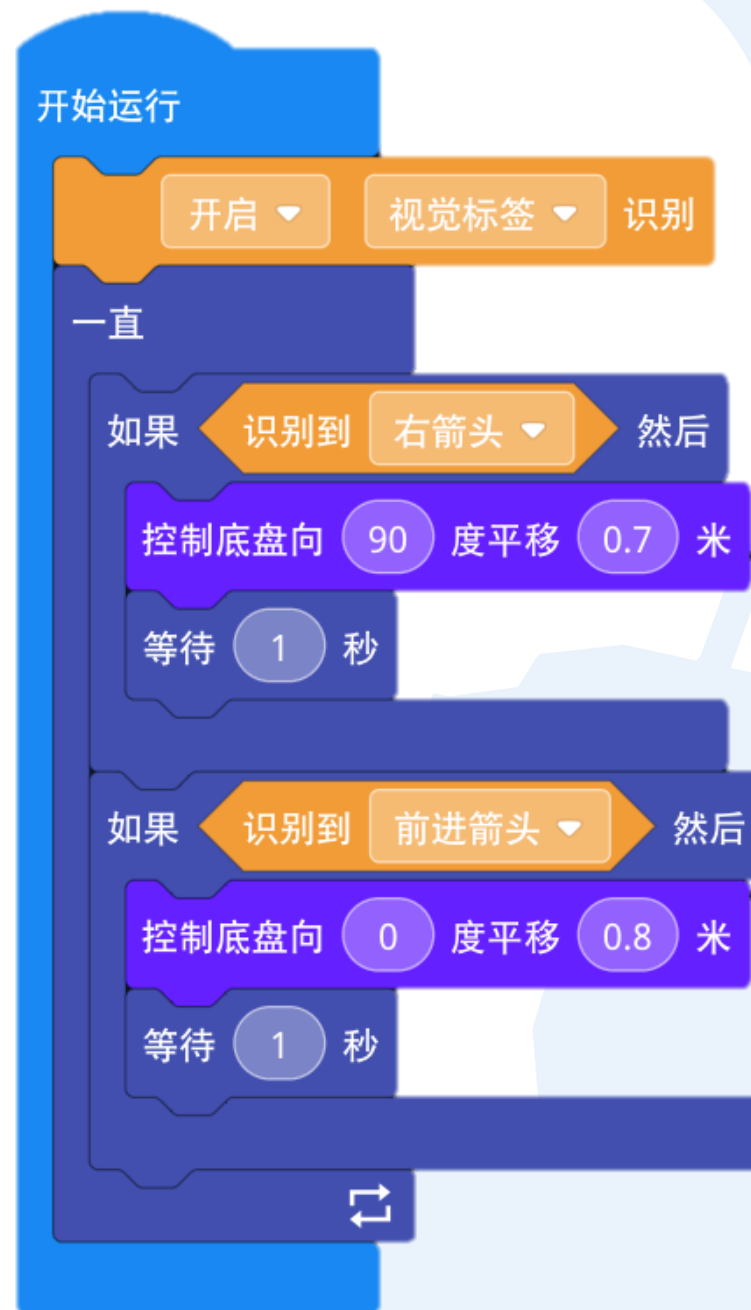 开始运行
开启 视觉标签 识别
一直
如果 识别到 右箭头 然后
控制底盘向 90 度平移 0.7 米
等待 1 秒
如果 识别到 前进箭头 然后
控制底盘向 0 度平移 0.8 米
等待 1 秒